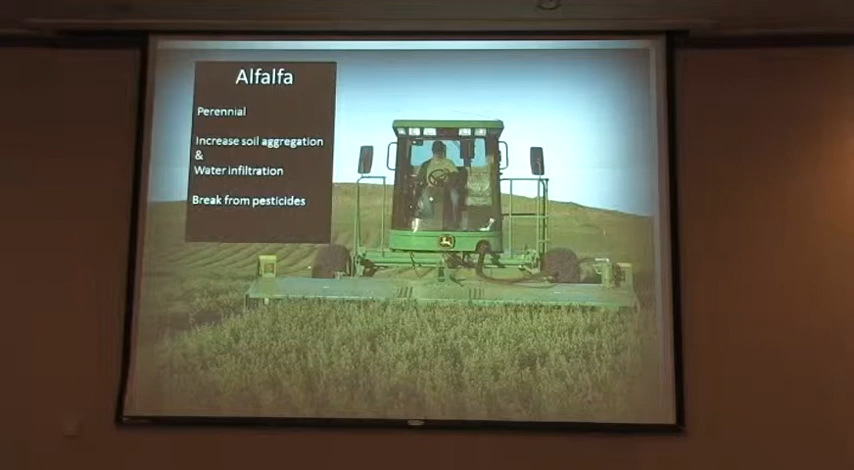 Alfalfa
Perennial
Increase soil aggregation
&
Water infiltration
Break from pesticides